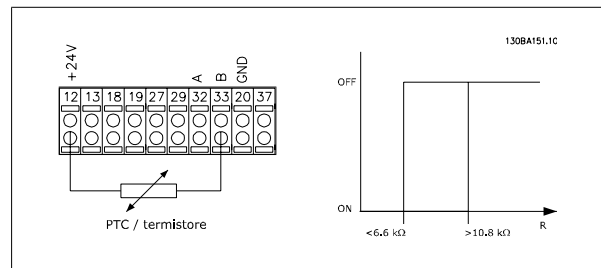 130BA151.10
+24V
A
B
GND
12 13 18 19 27 29 32 33 20 37
PTC / termistore
OFF
ON
<6.6 kΩ
>10.8 kΩ
R